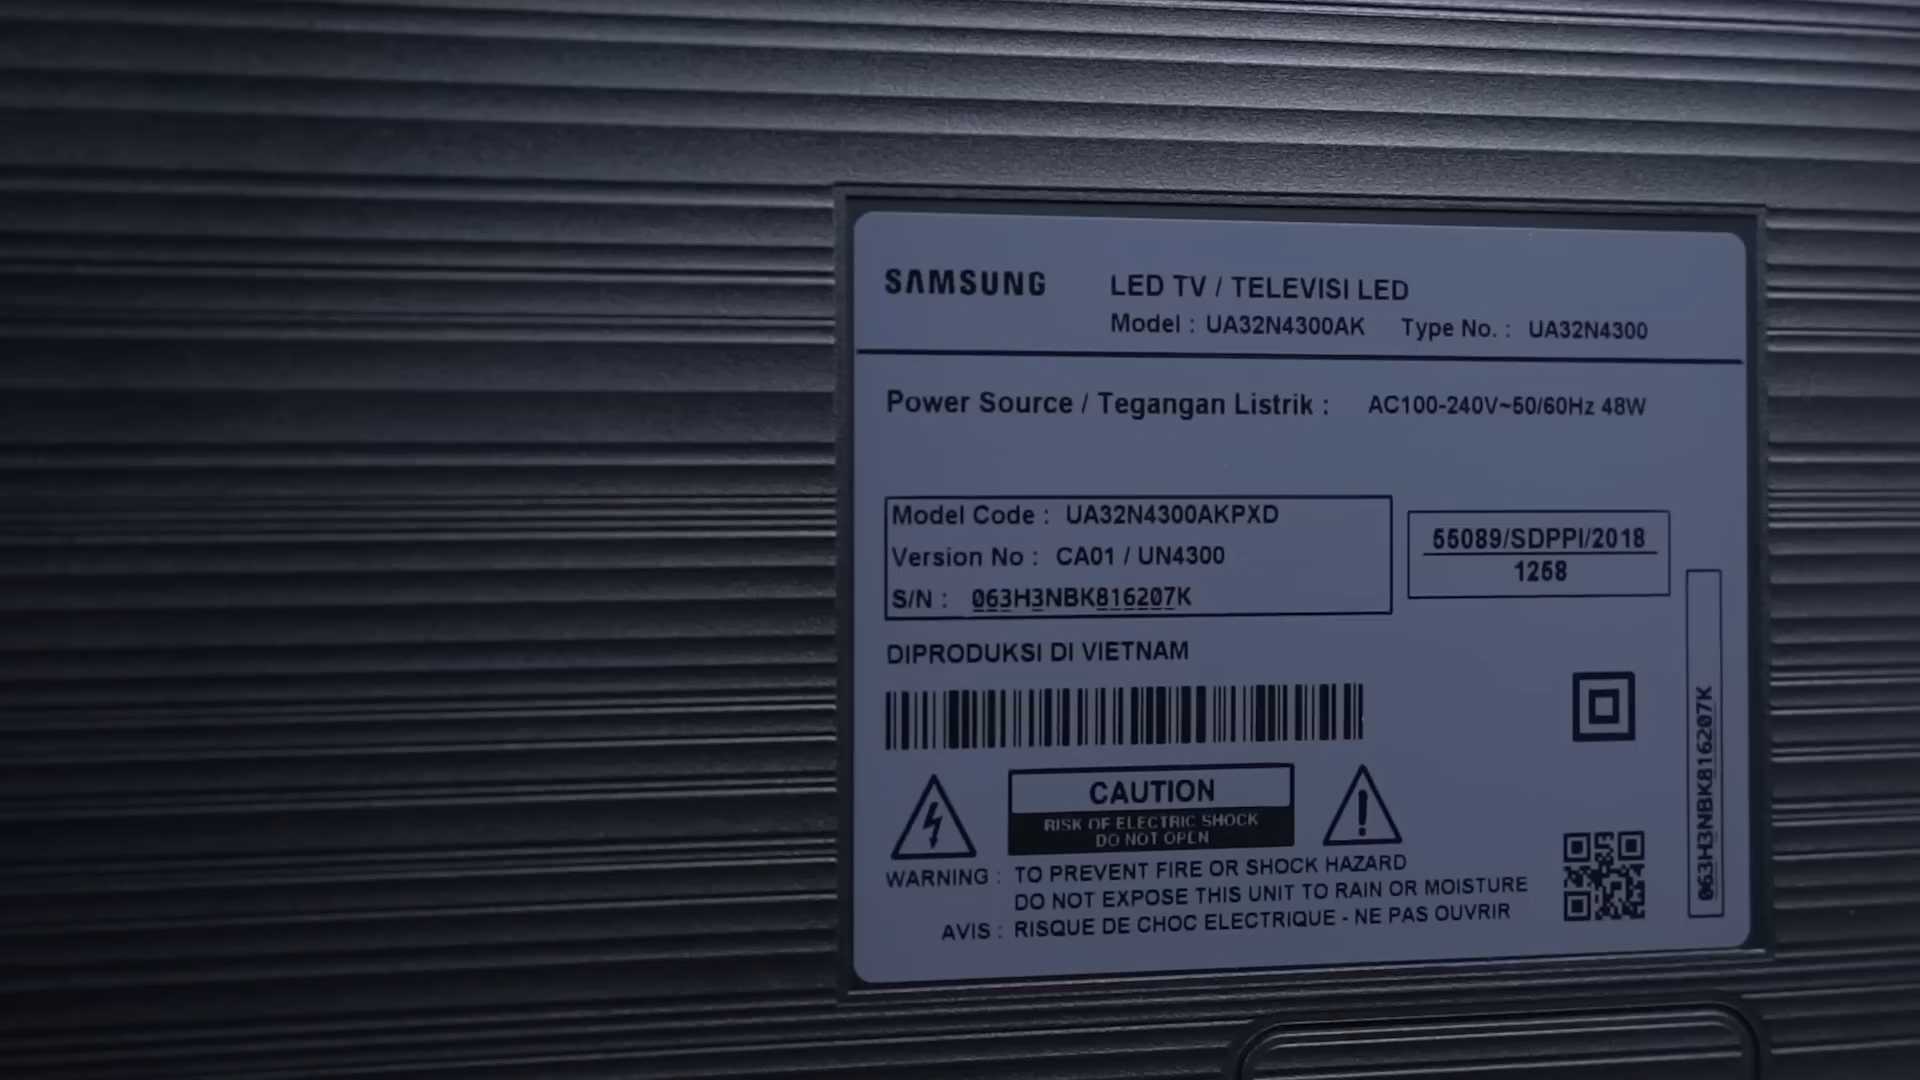 SAMSUNG LED TV / TELEVISI LED
Model : UA32N4300AK Type No. : UA32N4300
Power Source / Tegangan Listrik : AC100-240V~50/60Hz 48W
Model Code : UA32N4300AKPXD
Version No : CA01 / UN4300
S/N : 063H3NBK816207K
55089/SDPPI/2018
1258
DIPRODUKSI DI VIETNAM
CAUTION
RISK OF ELECTRIC SHOCK
DO NOT OPEN
WARNING : TO PREVENT FIRE OR SHOCK HAZARD
DO NOT EXPOSE THIS UNIT TO RAIN OR MOISTURE
AVIS : RISQUE DE CHOC ELECTRIQUE - NE PAS OUVRIR
063H3NBK816207K